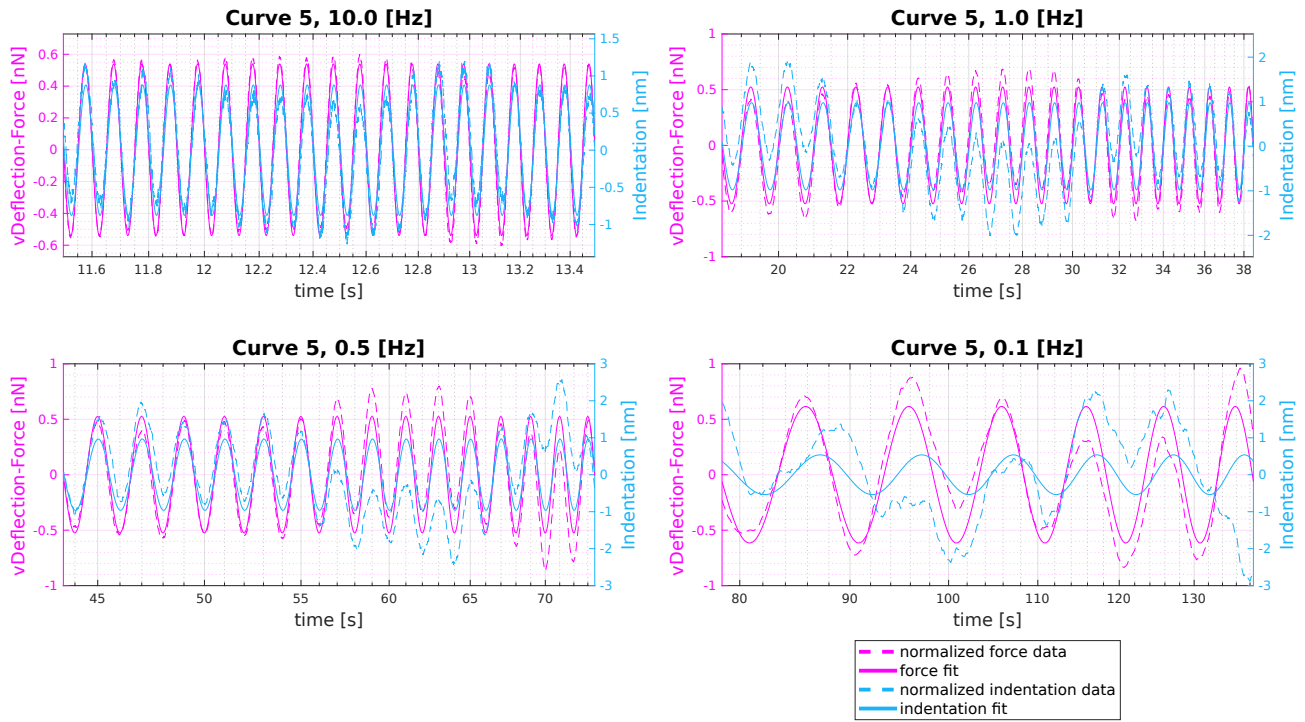 Curve 5, 10.0 [Hz]
vDeflection-Force [nN]
0.6
0.4
0.2
0
-0.2
-0.4
-0.6
1.5
1
0.5
0
-0.5
-1
Indentation [nm]
11.6 11.8 12 12.2 12.4 12.6 12.8 13 13.2 13.4
time [s]
Curve 5, 1.0 [Hz]
vDeflection-Force [nN]
1
0.5
0
-0.5
-1
2
1
0
-1
-2
Indentation [nm]
20 22 24 26 28 30 32 34 36 38
time [s]
Curve 5, 0.5 [Hz]
vDeflection-Force [nN]
1
0.5
0
-0.5
-1
3
2
1
0
-1
-2
-3
Indentation [nm]
45 50 55 60 65 70
time [s]
Curve 5, 0.1 [Hz]
vDeflection-Force [nN]
1
0.5
0
-0.5
-1
3
2
1
0
-1
-2
-3
Indentation [nm]
80 90 100 110 120 130
time [s]
normalized force data
force fit
normalized indentation data
indentation fit